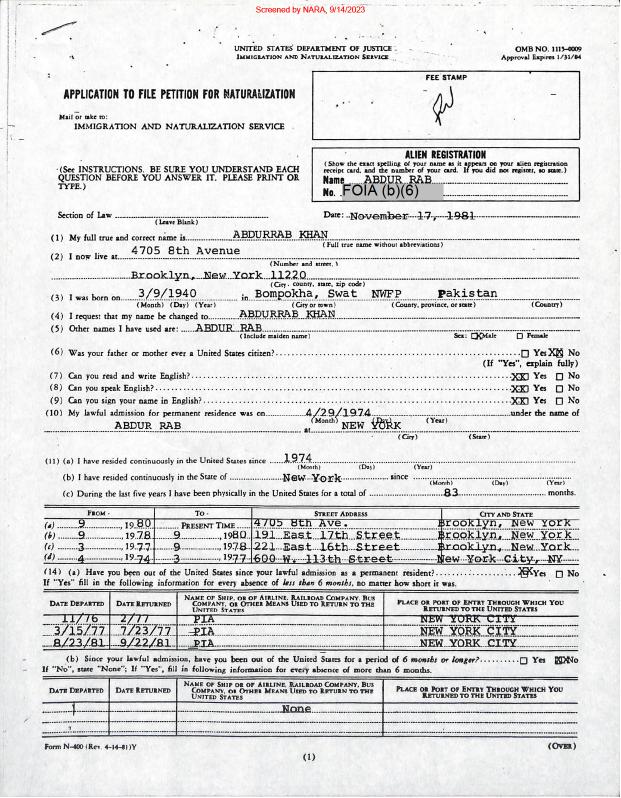 Screened by NARA, 9/14/2023
UNITED STATES DEPARTMENT OF JUSTICE
IMMIGRATION AND NATURALIZATION SERVICE
OMB NO. 1115-0009
Approval Expires 1/31/84
FEE STAMP
APPLICATION TO FILE PETITION FOR NATURALIZATION
Mail or take to:
IMMIGRATION AND NATURALIZATION SERVICE
ALIEN REGISTRATION
(Show the exact spelling of your name as it appears on your alien registration receipt card, and the number of your card. If you did not register, so state.)
Name ABDUR RAB
No. FOIA (b)(6)
(See INSTRUCTIONS. BE SURE YOU UNDERSTAND EACH
QUESTION BEFORE YOU ANSWER IT. PLEASE PRINT OR
TYPE.)
Section of Law
(Leave Blank)
Date: November 17, 1981
(1) My full true and correct name is ABDURRAB KHAN
(Full true name without abbreviations)
(2) I now live at 4705 8th Avenue
(Number and street,)
Brooklyn, New York 11220
(City, county, state, zip code)
(3) I was born on 3/9/1940 in Bompokha, Swat NWFP Pakistan
(Month) (Day) (Year) (City or town) (County, province, or state) (Country)
(4) I request that my name be changed to ABDURRAB KHAN
(5) Other names I have used are: ABDUR RAB
(Include maiden name)
Sex: XMale Female
(6) Was your father or mother ever a United States citizen? Yes XX No
(If "Yes", explain fully)
(7) Can you read and write English? XX Yes No
(8) Can you speak English? XX Yes No
(9) Can you sign your name in English? XX Yes No
(10) My lawful admission for permanent residence was on 4/29/1974 under the name of
(Month) (Day) (Year)
ABDUR RAB at NEW YORK
(City) (State)
(11) (a) I have resided continuously in the United States since 1974
(Month) (Day) (Year)
(b) I have resided continuously in the State of New York since
(Month) (Day) (Year)
(c) During the last five years I have been physically in the United States for a total of 83 months.
FROM- TO- STREET ADDRESS CITY AND STATE
(a) 9 1980 PRESENT TIME 4705 8th Ave. Brooklyn, New York
(b) 9 1978 9 1980 191 East 17th Street Brooklyn, New York
(c) 3 1977 9 1978 221 East 16th Street Brooklyn, New York
(d) 4 1974 3 1977 600 W. 113th Street New York City, NY
(14) (a) Have you been out of the United States since your lawful admission as a permanent resident? XX Yes No
If "Yes" fill in the following information for every absence of less than 6 months, no matter how short it was.
DATE DEPARTED DATE RETURNED NAME OF SHIP, OR OF AIRLINE, RAILROAD COMPANY, BUS COMPANY, OR OTHER MEANS USED TO RETURN TO THE UNITED STATES PLACE OR PORT OF ENTRY THROUGH WHICH YOU RETURNED TO THE UNITED STATES
11/76 2/77 PIA NEW YORK CITY
3/15/77 7/23/77 PIA NEW YORK CITY
8/23/81 9/22/81 PIA NEW YORK CITY
(b) Since your lawful admission, have you been out of the United States for a period of 6 months or longer? Yes XXNo
If "No", state "None"; If "Yes", fill in following information for every absence of more than 6 months.
DATE DEPARTED DATE RETURNED NAME OF SHIP, OR OF AIRLINE, RAILROAD COMPANY, BUS COMPANY, OR OTHER MEANS USED TO RETURN TO THE UNITED STATES PLACE OR PORT OF ENTRY THROUGH WHICH YOU RETURNED TO THE UNITED STATES
None
Form N-400 (Rev. 4-14-81)Y
(OVER)
(1)